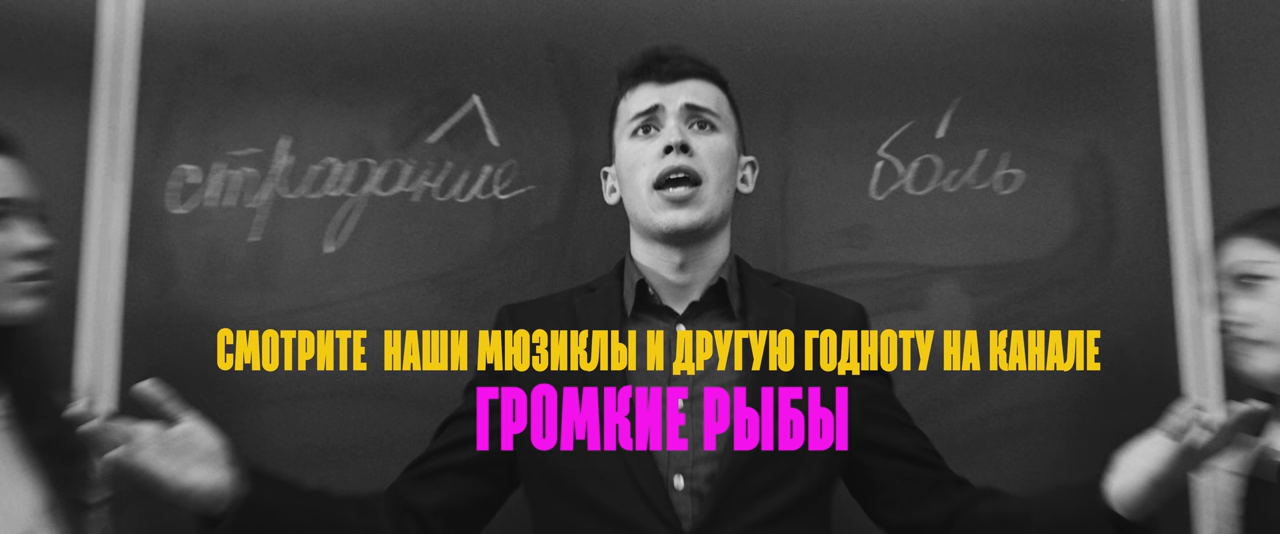 страдание
боль
СМОТРИТЕ НАШИ МЮЗИКЛЫ И ДРУГУЮ ГОДНОТУ НА КАНАЛЕ
ГРОМКИЕ РЫБЫ